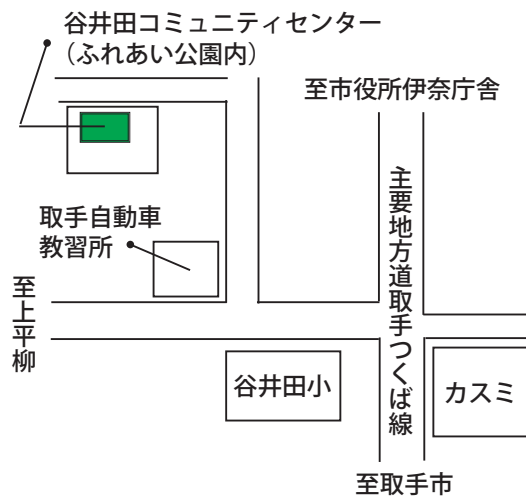 谷井田コミュニティセンター
（ふれあい公園内）
至市役所伊奈庁舎
取手自動車
教習所
主要地方道取手つくば線
至上平柳
谷井田小
カスミ
至取手市